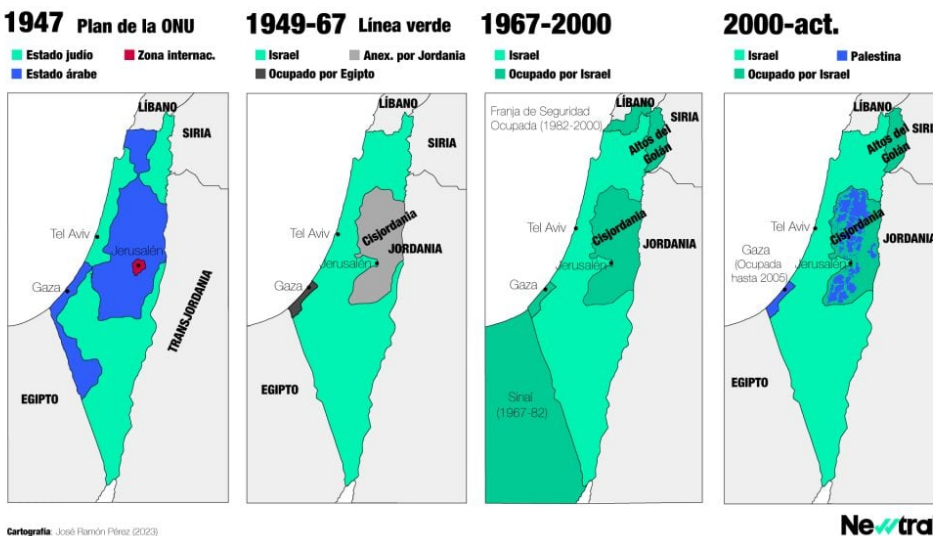 1947 Plan de la ONU
Estado judío
Zona internac.
Estado árabe
LÍBANO
SIRIA
Tel Aviv
Jerusalén
Gaza
TRANSJORDANIA
EGIPTO
1949-67 Línea verde
Israel
Anex. por Jordania
Ocupado por Egipto
LÍBANO
SIRIA
Tel Aviv
Cisjordania
JORDANIA
Jerusalén
Gaza
EGIPTO
1967-2000
Israel
Ocupado por Israel
Franja de Seguridad
Ocupada (1982-2000)
LÍBANO
SIRIA
Altos del
Golán
Tel Aviv
Cisjordania
JORDANIA
Jerusalén
Gaza
Sinaí
(1967-82)
2000-act.
Israel
Palestina
Ocupado por Israel
LÍBANO
SIRI
Altos del
Golán
Tel Aviv
Cisjordania
JORDANIA
Gaza
(Ocupada
hasta 2005)
Jerusalén
EGIPTO
Cartografía: José Ramón Pérez (2023)
Newtral